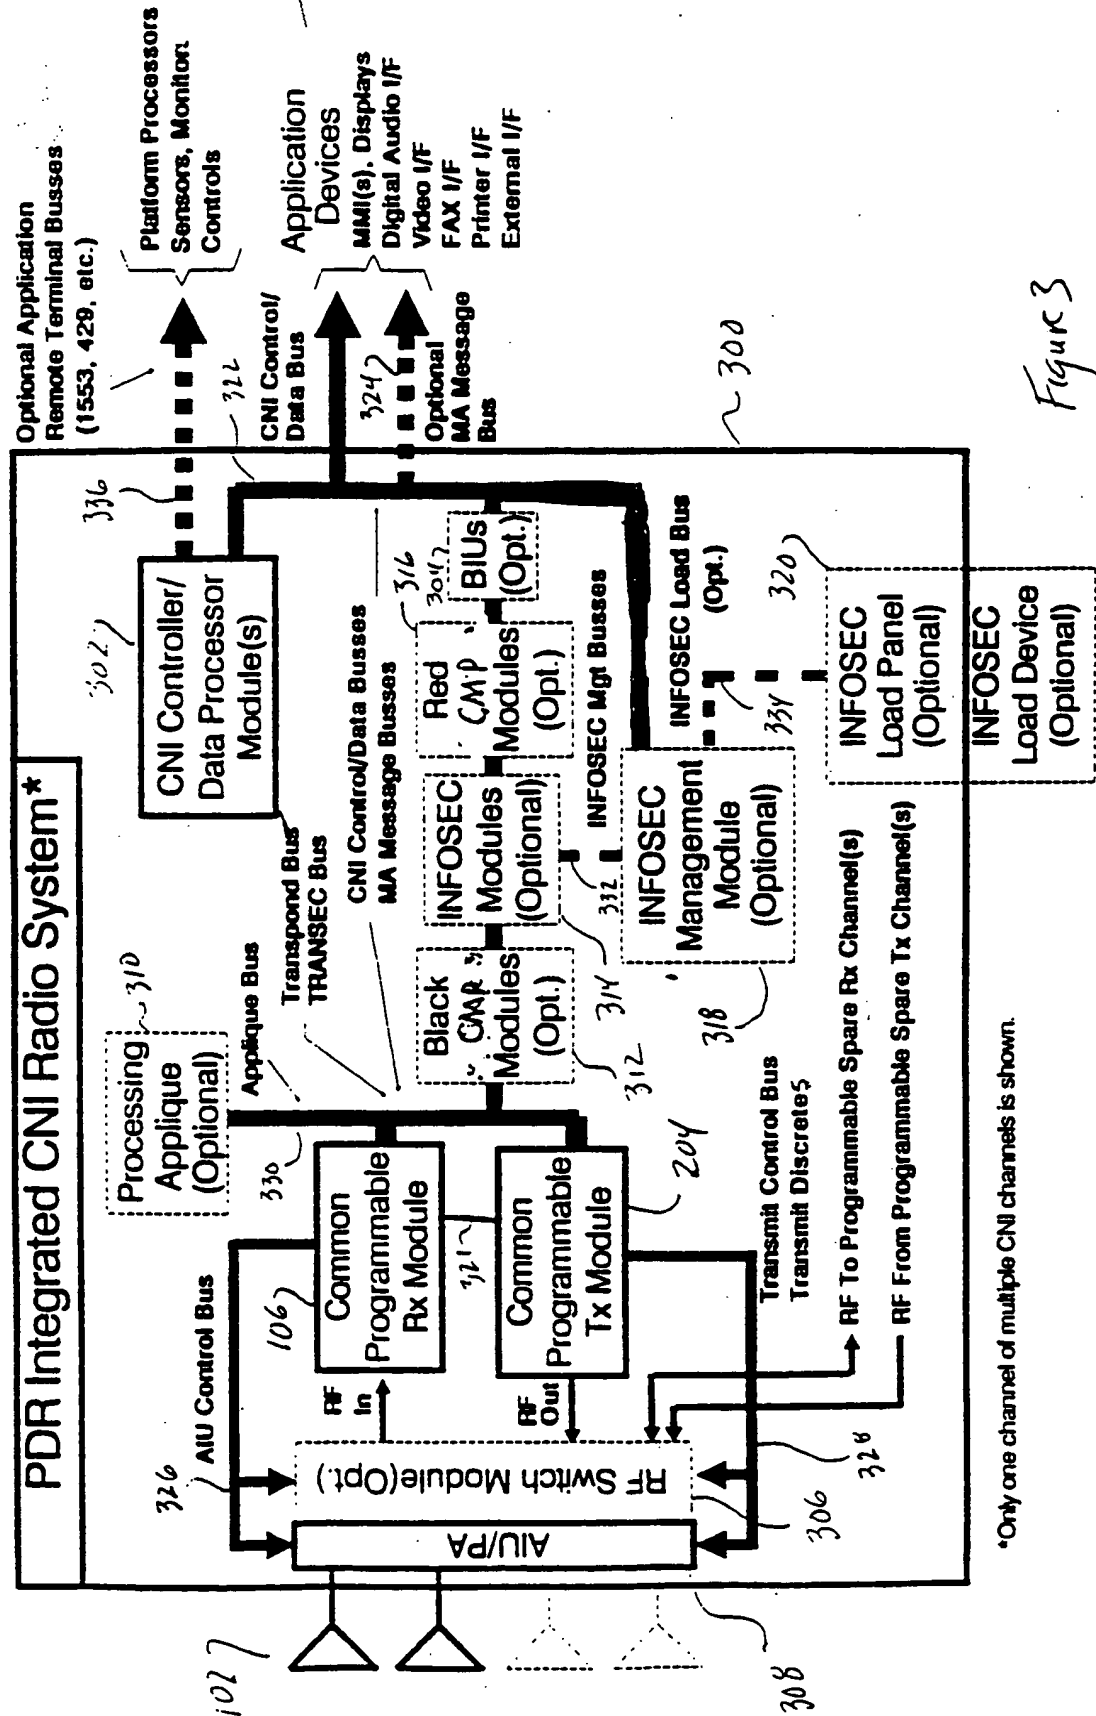 PDR Integrated CNI Radio System*
Optional Application
Remote Terminal Busses
(1553, 429, etc.)
Platform Processors
Sensors, Monitor
Controls
336
322
302
CNI Controller/
Data Processor
Module(s)
CNI Control/
Data Bus
324
Optional
MA Message
Bus
Application
Devices
MMI(s), Displays
Digital Audio I/F
Video I/F
FAX I/F
Printer I/F
External I/F
310
Processing
Applique
(Optional)
Applique Bus
330
Transpond Bus
TRANSEC Bus
CNI Control/Data Busses
MA Message Busses
326
AIU Control Bus
106
Common
Programmable
Rx Module
RF
In
321
Common
Programmable
Tx Module
204
RF
Out
Black
"CMP"
Modules
(Opt.)
312
INFOSEC
Modules
(Optional)
314
Red
"CMP"
Modules
(Opt.)
316
304
BIUs
(Opt.)
332
INFOSEC Mgt Busses
INFOSEC
Management
Module
(Optional)
318
INFOSEC Load Bus
(Opt.)
334
320
INFOSEC
Load Panel
(Optional)
INFOSEC
Load Device
(Optional)
102
AIU/PA
RF Switch Module(Opt.)
306
308
328
Transmit Control Bus
Transmit Discretes
RF To Programmable Spare Rx Channel(s)
RF From Programmable Spare Tx Channel(s)
300
*Only one channel of multiple CNI channels is shown.
Figure 3